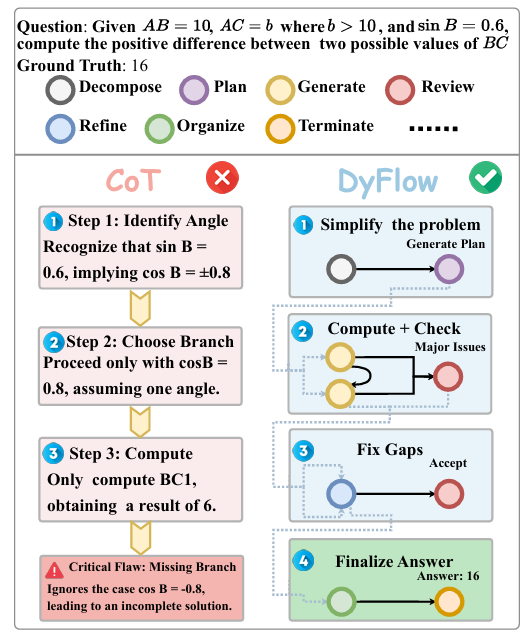 Question: Given AB = 10, AC = b where b > 10, and sin B = 0.6,
compute the positive difference between two possible values of BC
Ground Truth: 16
Decompose
Plan
Generate
Review
Refine
Organize
Terminate
......
CoT
1 Step 1: Identify Angle
Recognize that sin B =
0.6, implying cos B = ±0.8
2 Step 2: Choose Branch
Proceed only with cosB =
0.8, assuming one angle.
3 Step 3: Compute
Only compute BC1,
obtaining a result of 6.
Critical Flaw: Missing Branch
Ignores the case cos B = -0.8,
leading to an incomplete solution.
DyFlow
1 Simplify the problem
Generate Plan
2 Compute + Check
Major Issues
3 Fix Gaps
Accept
4 Finalize Answer
Answer: 16